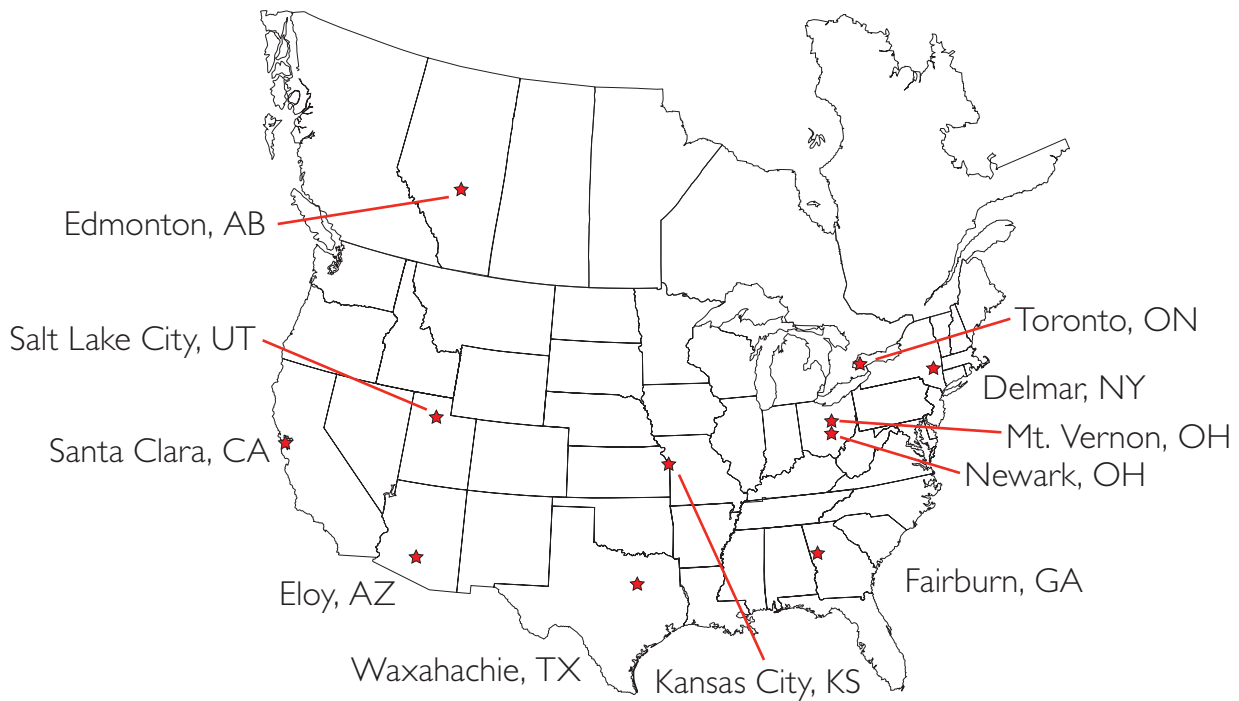 Edmonton, AB
Salt Lake City, UT
Toronto, ON
Delmar, NY
Mt. Vernon, OH
Santa Clara, CA
Newark, OH
Eloy, AZ
Fairburn, GA
Waxahachie, TX
Kansas City, KS